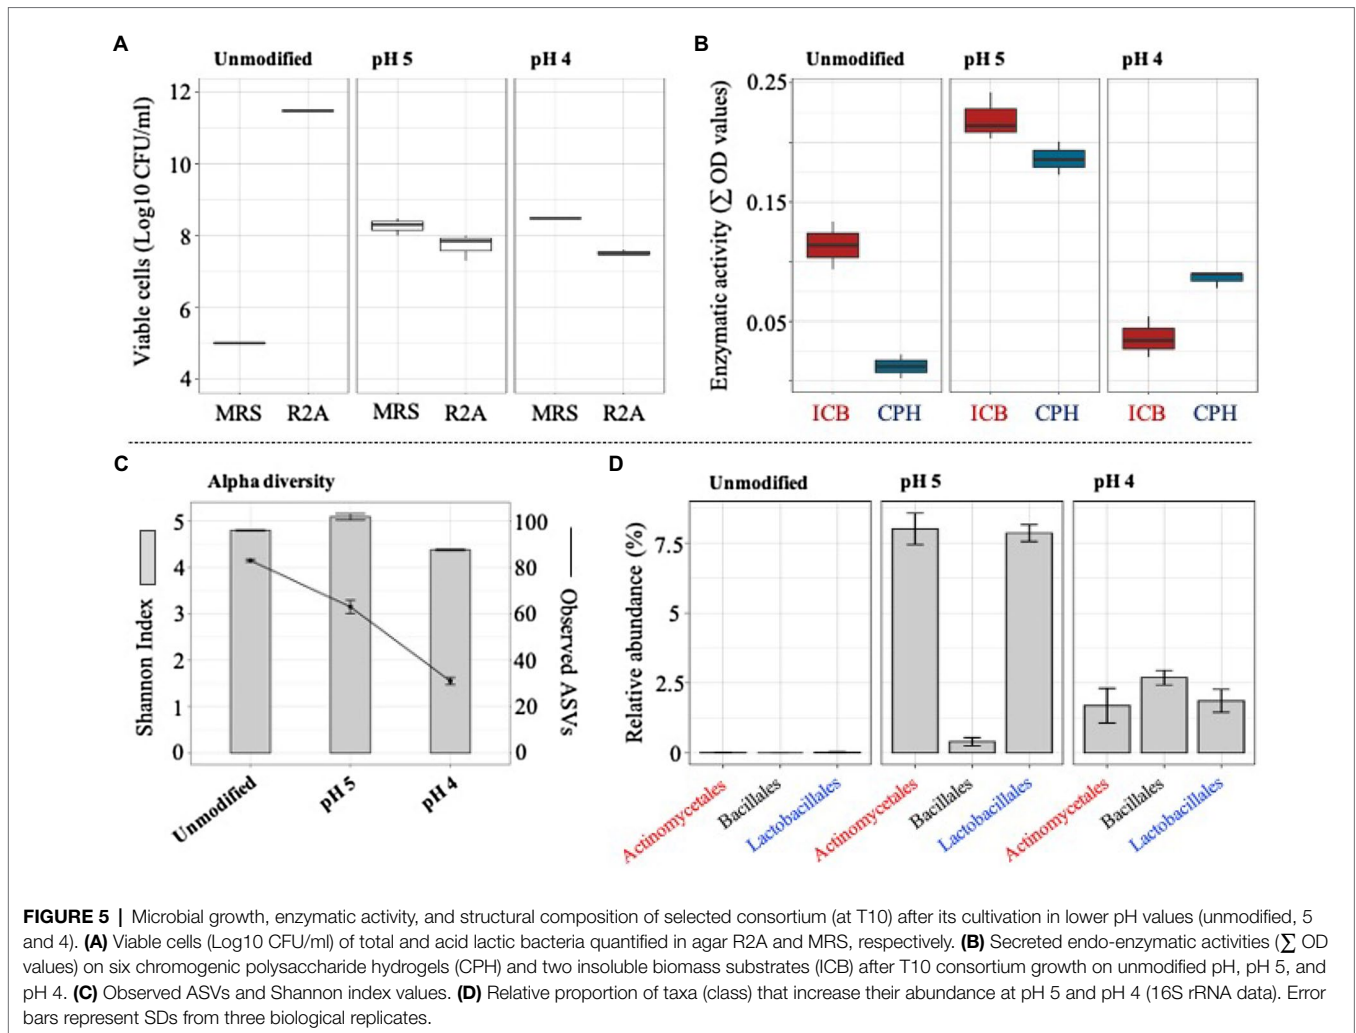 A
Unmodified
pH 5
pH 4
Viable cells (Log10 CFU/ml)
12
10
8
6
4
MRS R2A MRS R2A MRS R2A
B
Unmodified
pH 5
pH 4
Enzymatic activity (∑ OD values)
0.25
0.15
0.05
ICB CPH ICB CPH ICB CPH
C
Alpha diversity
Shannon Index
5
4
3
2
1
0
100
80
60
40
20
0
Observed ASVs
Unmodified
pH 5
pH 4
D
Unmodified
pH 5
pH 4
Relative abundance (%)
7.5
5
2.5
0
Actinomycetales
Bacillales
Lactobacillales
Actinomycetales
Bacillales
Lactobacillales
Actinomycetales
Bacillales
Lactobacillales
FIGURE 5 | Microbial growth, enzymatic activity, and structural composition of selected consortium (at T10) after its cultivation in lower pH values (unmodified, 5
and 4). (A) Viable cells (Log10 CFU/ml) of total and acid lactic bacteria quantified in agar R2A and MRS, respectively. (B) Secreted endo-enzymatic activities (∑ OD
values) on six chromogenic polysaccharide hydrogels (CPH) and two insoluble biomass substrates (ICB) after T10 consortium growth on unmodified pH, pH 5, and
pH 4. (C) Observed ASVs and Shannon index values. (D) Relative proportion of taxa (class) that increase their abundance at pH 5 and pH 4 (16S rRNA data). Error
bars represent SDs from three biological replicates.